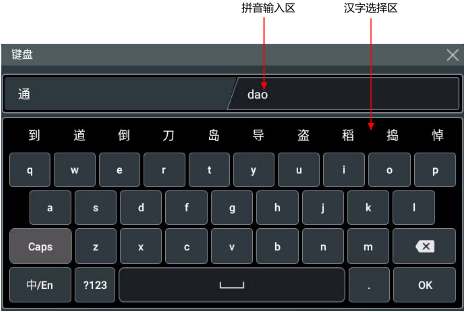 拼音输入区 汉字选择区
键盘
通 dao
到 道 倒 刀 岛 导 盗 稻 捣 悼
q w e r t y u i o p
a s d f g h j k l
Caps z x c v b n m
中/En ?123 . OK